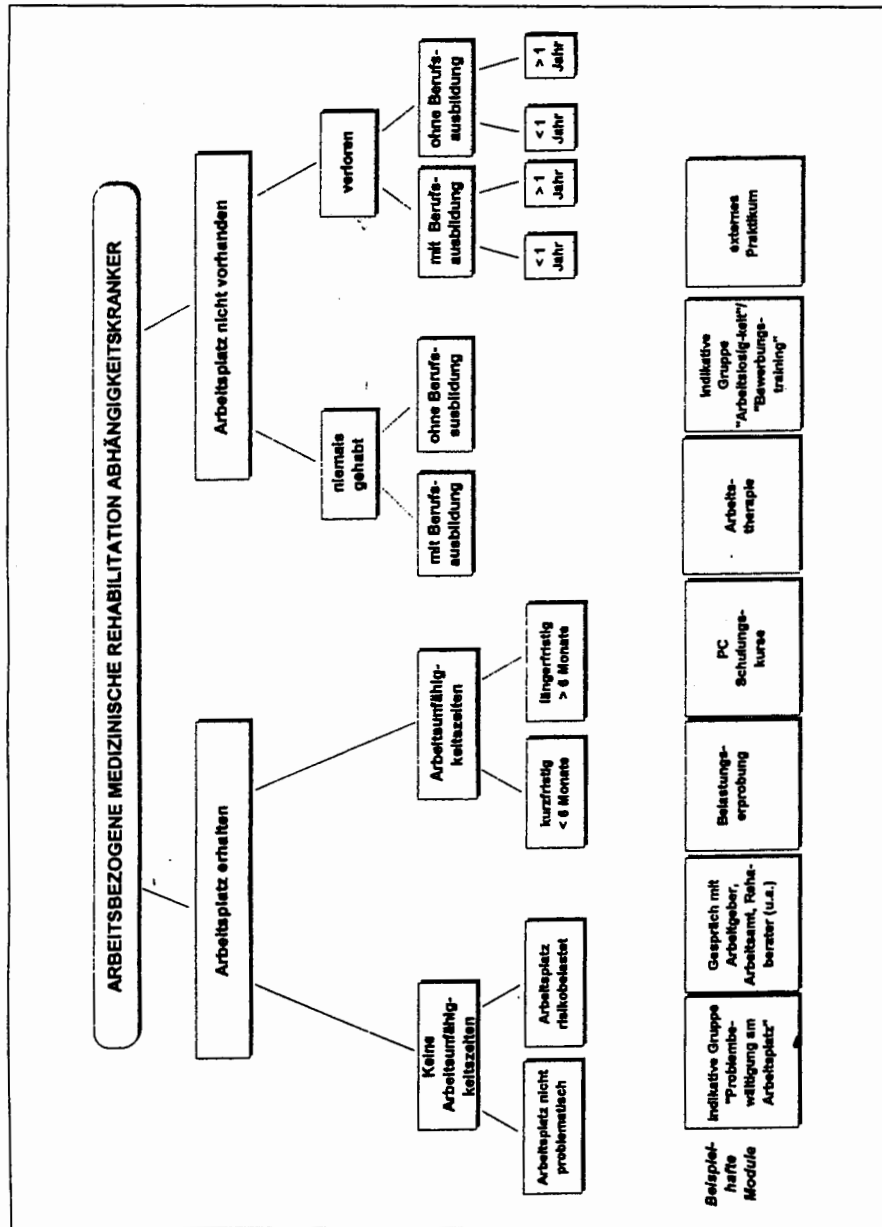 ARBEITSBEZOGENE MEDIZINISCHE REHABILITATION ABHÄNGIGKEITSKRANKER
Arbeitsplatz erhalten
Arbeitsplatz nicht vorhanden
niemals
gehabt
verloren
Keine
Arbeitsunfähig-
keitszeiten
Arbeitsunfähig-
keitszeiten
mit Berufs-
ausbildung
ohne Berufs-
ausbildung
mit Berufs-
ausbildung
ohne Berufs-
ausbildung
Arbeitsplatz nicht
problematisch
Arbeitsplatz
risikobelastet
kurzfristig
< 6 Monate
längerfristig
> 6 Monate
< 1
Jahr
> 1
Jahr
< 1
Jahr
> 1
Jahr
Beispiel-
hafte
Module
Indikative Gruppe
"Problembe-
wältigung am
Arbeitsplatz"
Gespräch mit
Arbeitgeber,
Arbeitsamt, Reha-
berater (u.a.)
Belastungs-
erprobung
PC
Schulungs-
kurse
Arbeits-
therapie
Indikative
Gruppe
"Arbeitslosig-keit"/
"Bewerbungs-
training"
externes
Praktikum